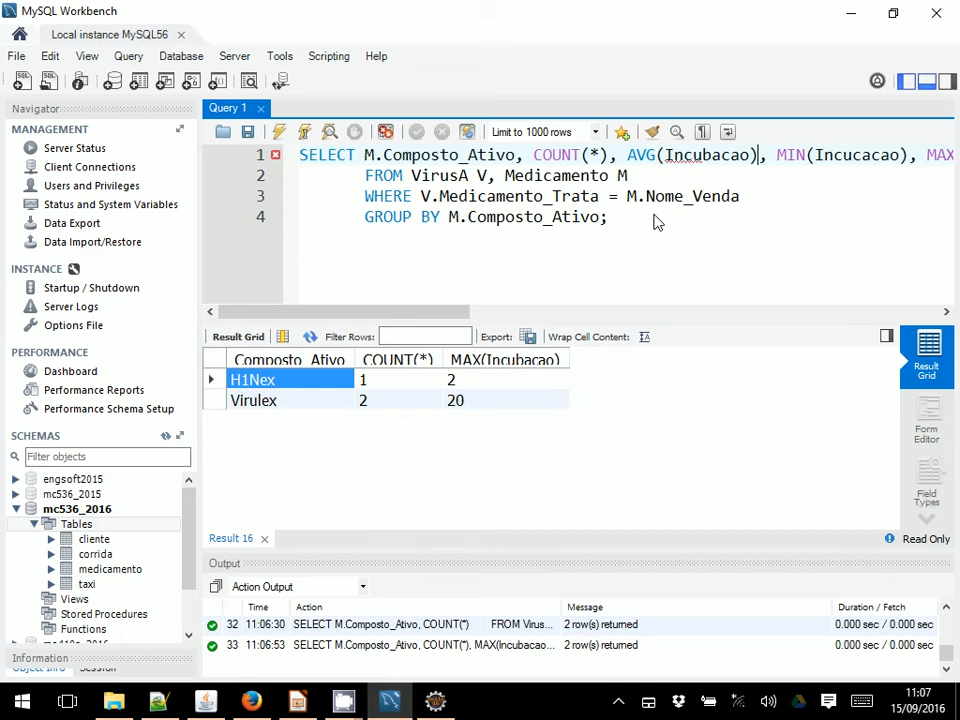 MySQL Workbench
Local instance MySQL56
File Edit View Query Database Server Tools Scripting Help
Navigator
MANAGEMENT
Server Status
Client Connections
Users and Privileges
Status and System Variables
Data Export
Data Import/Restore
INSTANCE
Startup / Shutdown
Server Logs
Options File
PERFORMANCE
Dashboard
Performance Reports
Performance Schema Setup
SCHEMAS
Filter objects
engsoft2015
mc536_2015
mc536_2016
Tables
cliente
corrida
medicamento
taxi
Views
Stored Procedures
Functions
Information
Query 1
Limit to 1000 rows
1 SELECT M.Composto_Ativo, COUNT(*), AVG(Incubacao), MIN(Incucacao), MAX
2 FROM VirusA V, Medicamento M
3 WHERE V.Medicamento_Trata = M.Nome_Venda
4 GROUP BY M.Composto_Ativo;
Result Grid Filter Rows: Export: Wrap Cell Content:
Composto_Ativo COUNT(*) MAX(Incubacao)
H1Nex 1 2
Virulex 2 20
Result Grid
Form Editor
Field Types
Result 16
Read Only
Output
Action Output
Time Action Message Duration / Fetch
32 11:06:30 SELECT M.Composto_Ativo, COUNT(*) FROM Virus... 2 row(s) returned 0.000 sec / 0.000 sec
33 11:06:53 SELECT M.Composto_Ativo, COUNT(*), MAX(Incubacao... 2 row(s) returned 0.000 sec / 0.000 sec
11:07
15/09/2016